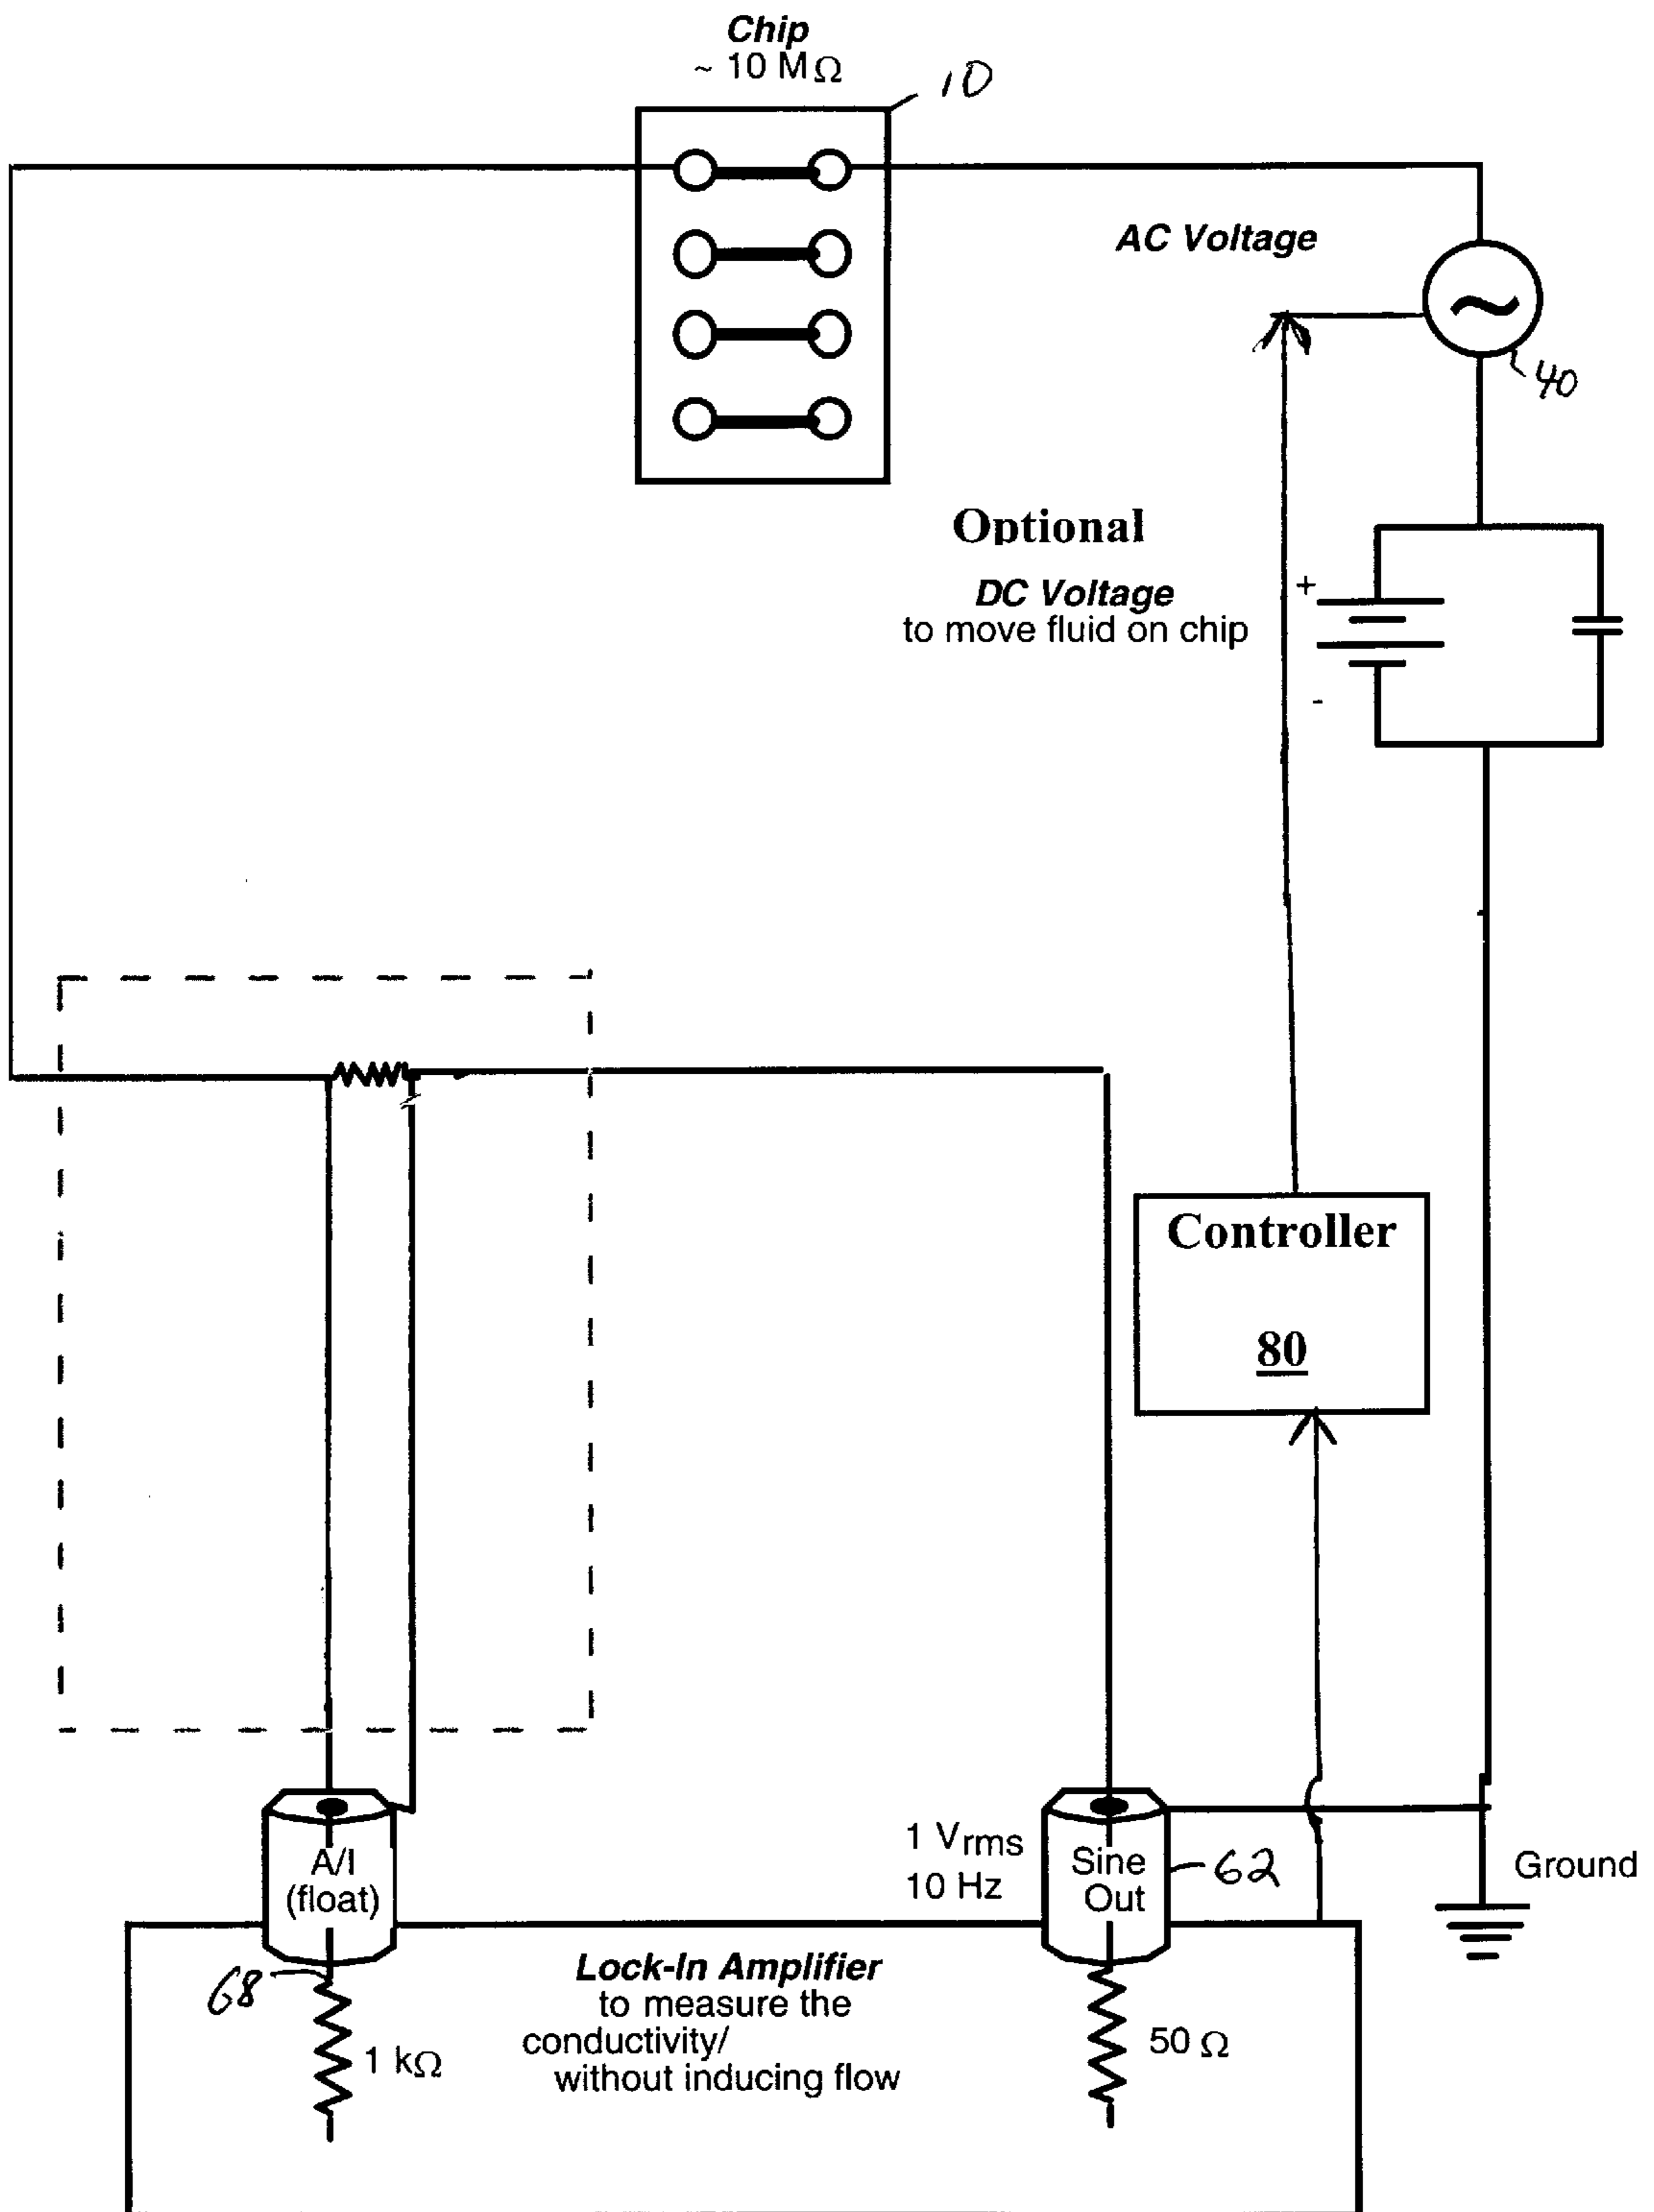 Chip
~ 10 MΩ
10
AC Voltage
40
Optional
DC Voltage
to move fluid on chip
+
-
Controller
80
A/I
(float)
1 Vrms
10 Hz
Sine
Out
62
Ground
68
Lock-In Amplifier
to measure the
conductivity/
without inducing flow
1 kΩ
50 Ω